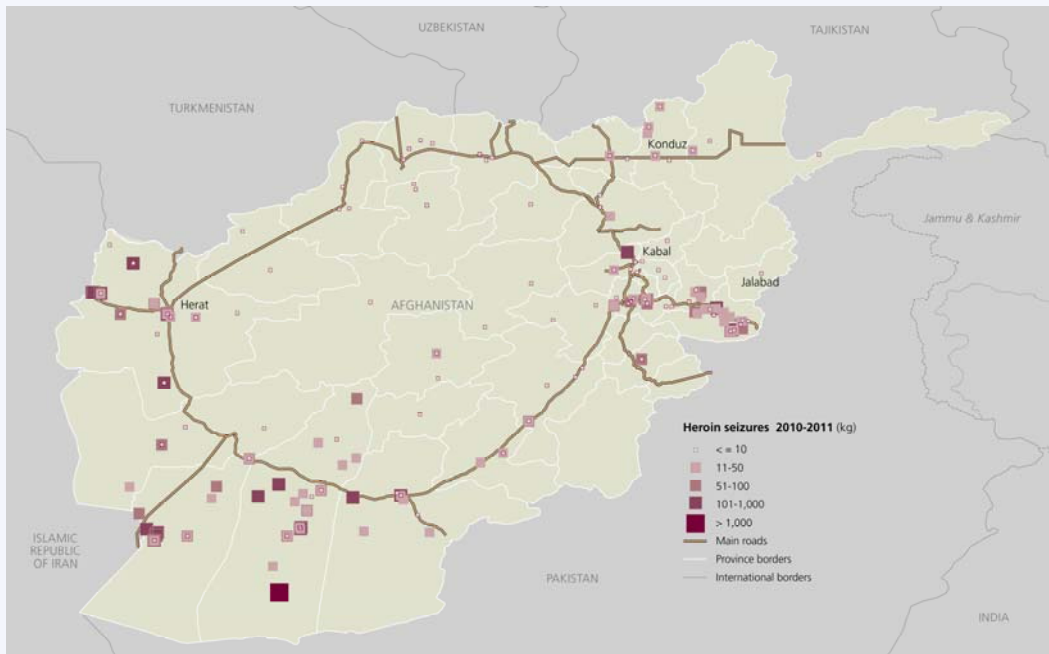 UZBEKISTAN
TAJIKISTAN
TURKMENISTAN
Konduz
Jammu & Kashmir
Kabal
Jalabad
Herat
AFGHANISTAN
Heroin seizures 2010-2011 (kg)
< = 10
11-50
51-100
101-1,000
> 1,000
Main roads
Province borders
International borders
ISLAMIC
REPUBLIC
OF IRAN
PAKISTAN
INDIA